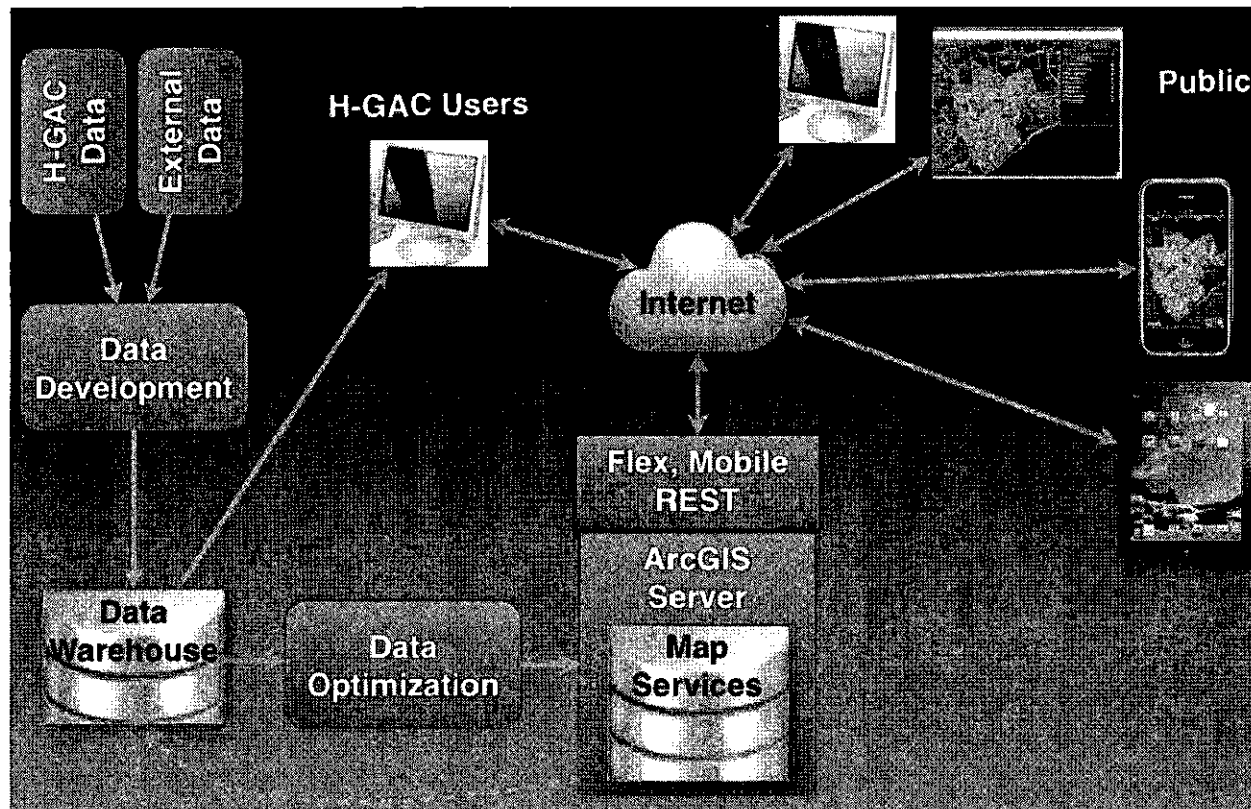 H-GAC
Data
External
Data
H-GAC Users
Public
Internet
Data
Development
Flex, Mobile
REST
ArcGIS
Server
Data
Warehouse
Data
Optimization
Map
Services